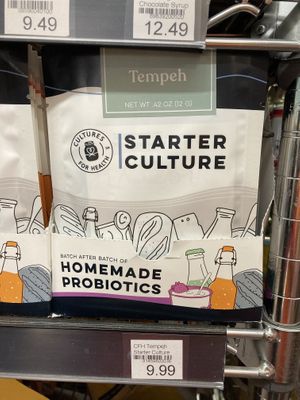 9.49
Chocolate Syrup
12.49
Tempeh
NET WT. .42 OZ (12 G)
CULTURES
FOR HEALTH
STARTER
CULTURE
BATCH AFTER BATCH OF
HOMEMADE
PROBIOTICS
CFH Tempeh
Starter Culture
9.99